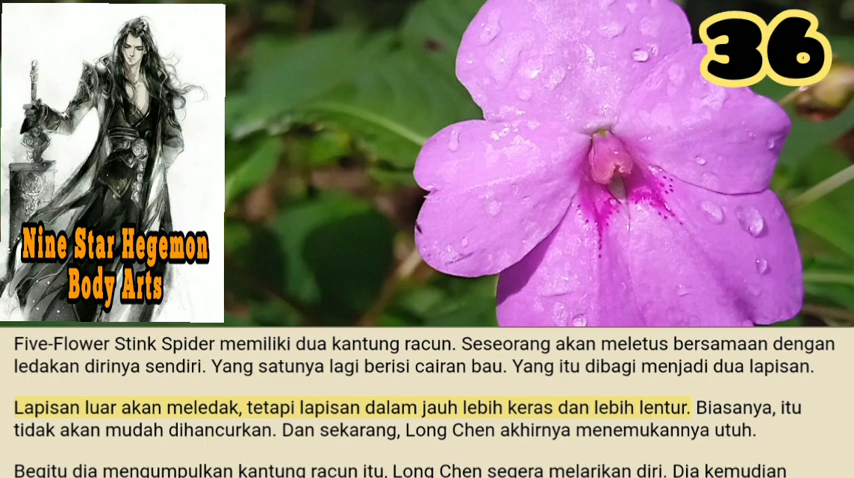 36
Nine Star Hegemon
Body Arts
Five-Flower Stink Spider memiliki dua kantung racun. Seseorang akan meletus bersamaan dengan
ledakan dirinya sendiri. Yang satunya lagi berisi cairan bau. Yang itu dibagi menjadi dua lapisan.
Lapisan luar akan meledak, tetapi lapisan dalam jauh lebih keras dan lebih lentur. Biasanya, itu
tidak akan mudah dihancurkan. Dan sekarang, Long Chen akhirnya menemukannya utuh.
Begitu dia mengumpulkan kantung racun itu, Long Chen segera melarikan diri. Dia kemudian